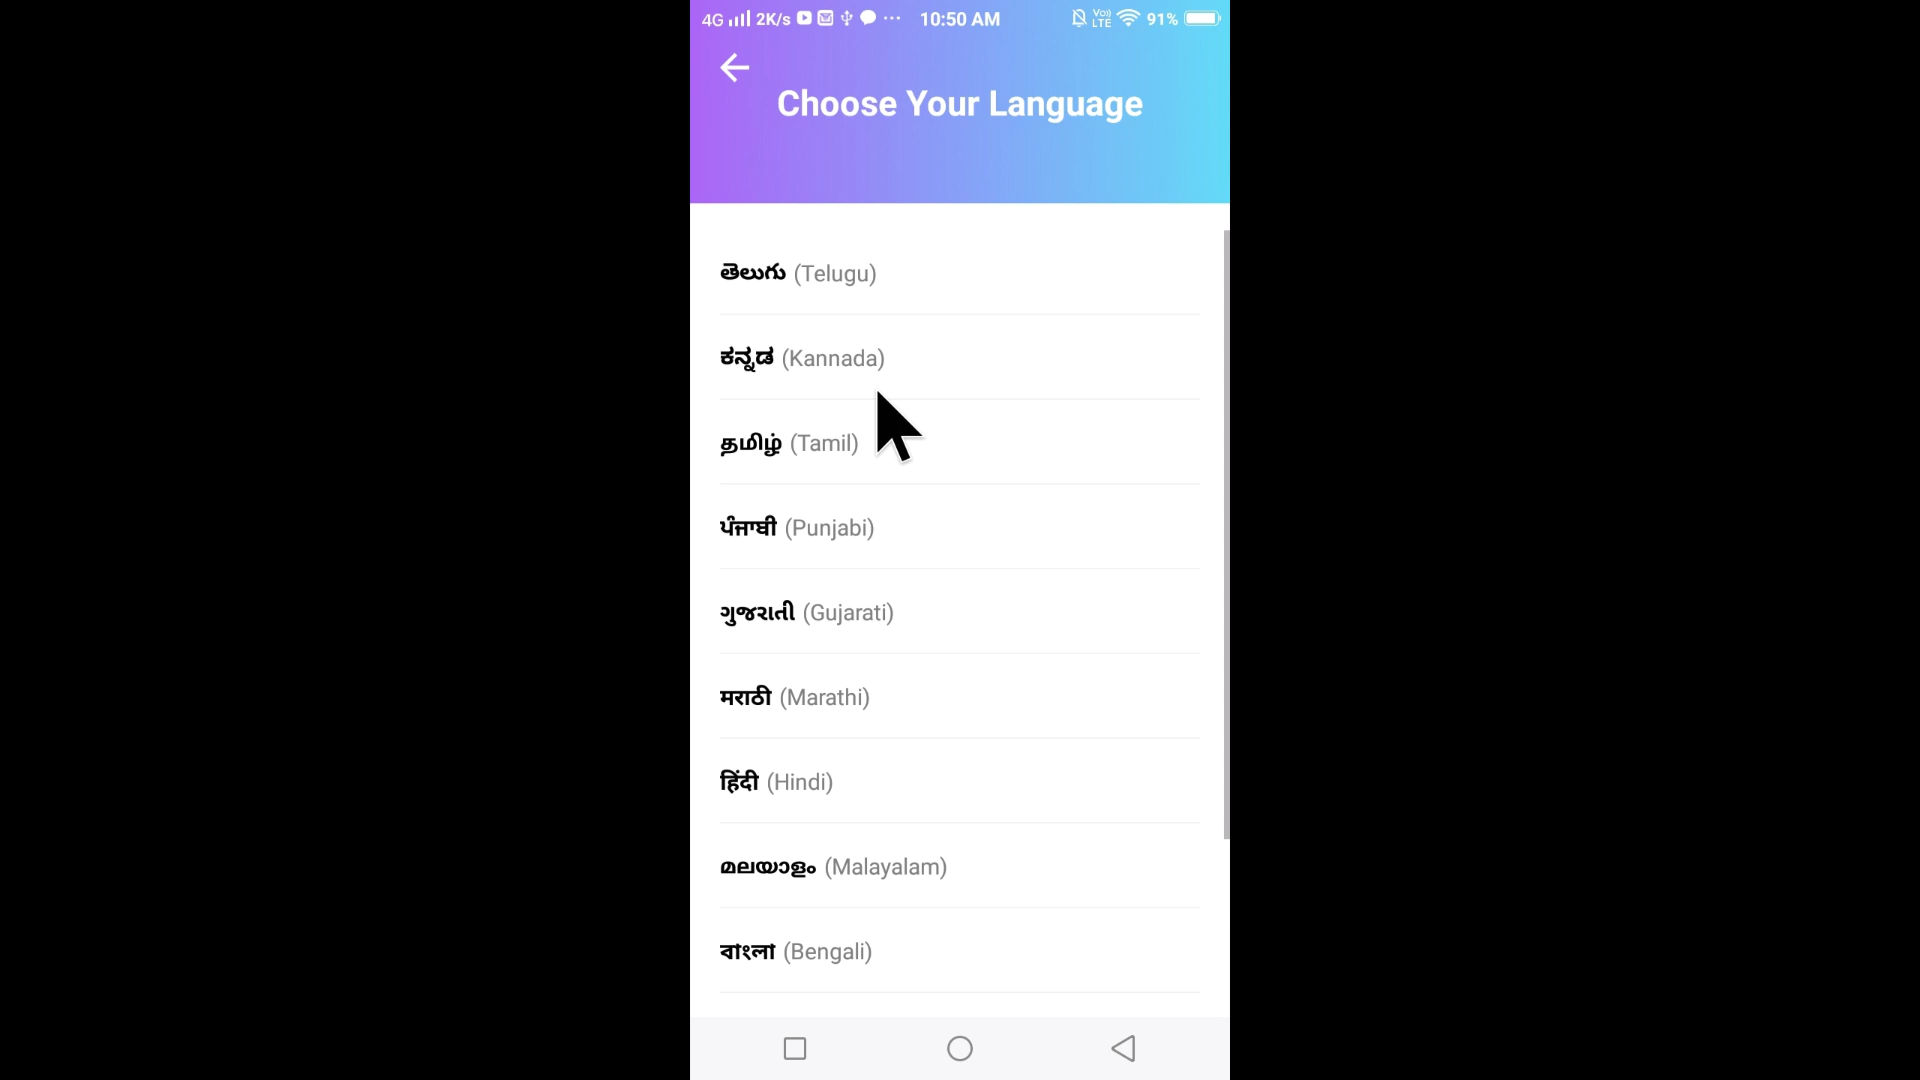 4G 2K/s ... 10:50 AM VoLTE 91%
Choose Your Language
తెలుగు (Telugu)
ಕನ್ನಡ (Kannada)
தமிழ் (Tamil)
ਪੰਜਾਬੀ (Punjabi)
ગુજરાતી (Gujarati)
मराठी (Marathi)
हिंदी (Hindi)
മലയാളം (Malayalam)
বাংলা (Bengali)